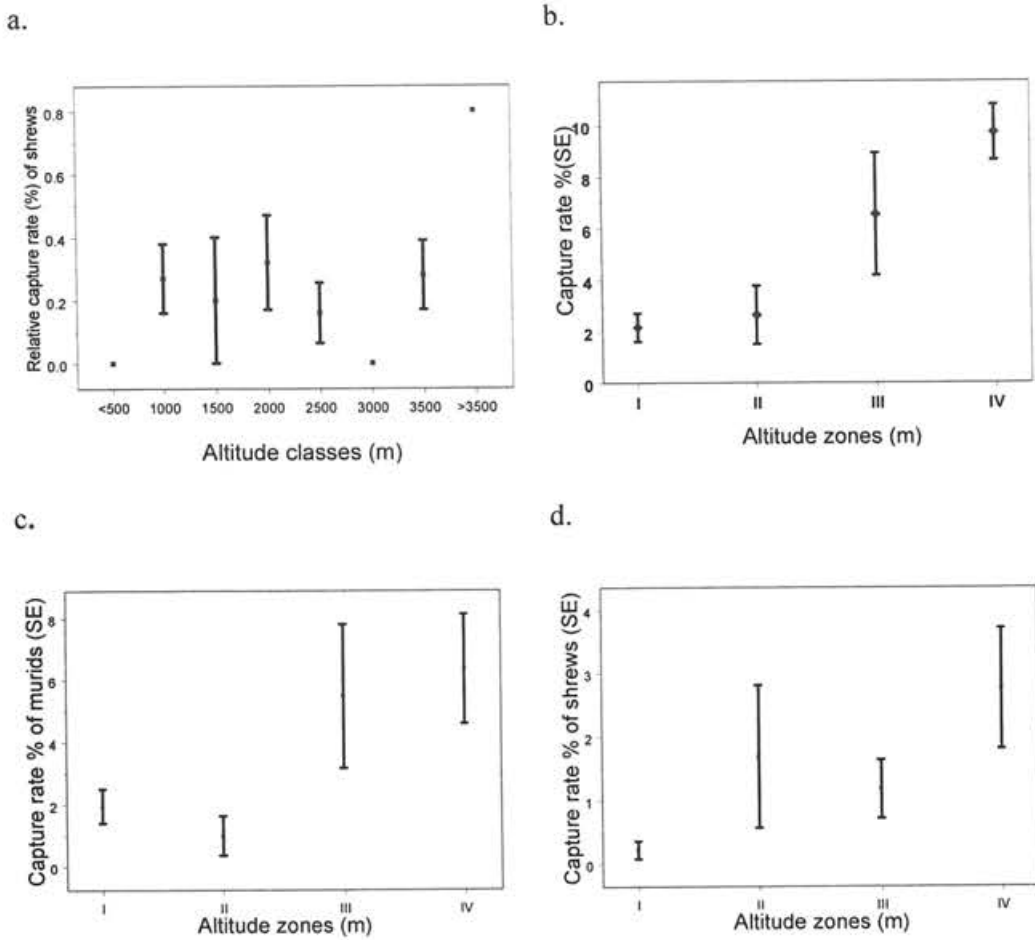 a.
Relative capture rate (%) of shrews
0.8
0.6
0.4
0.2
0.0
<500 1000 1500 2000 2500 3000 3500 >3500
Altitude classes (m)
b.
Capture rate %(SE)
10
8
6
4
2
0
I II III IV
Altitude zones (m)
c.
Capture rate % of murids (SE)
8
6
4
2
0
I II III IV
Altitude zones (m)
d.
Capture rate % of shrews (SE)
4
3
2
1
0
I II III IV
Altitude zones (m)